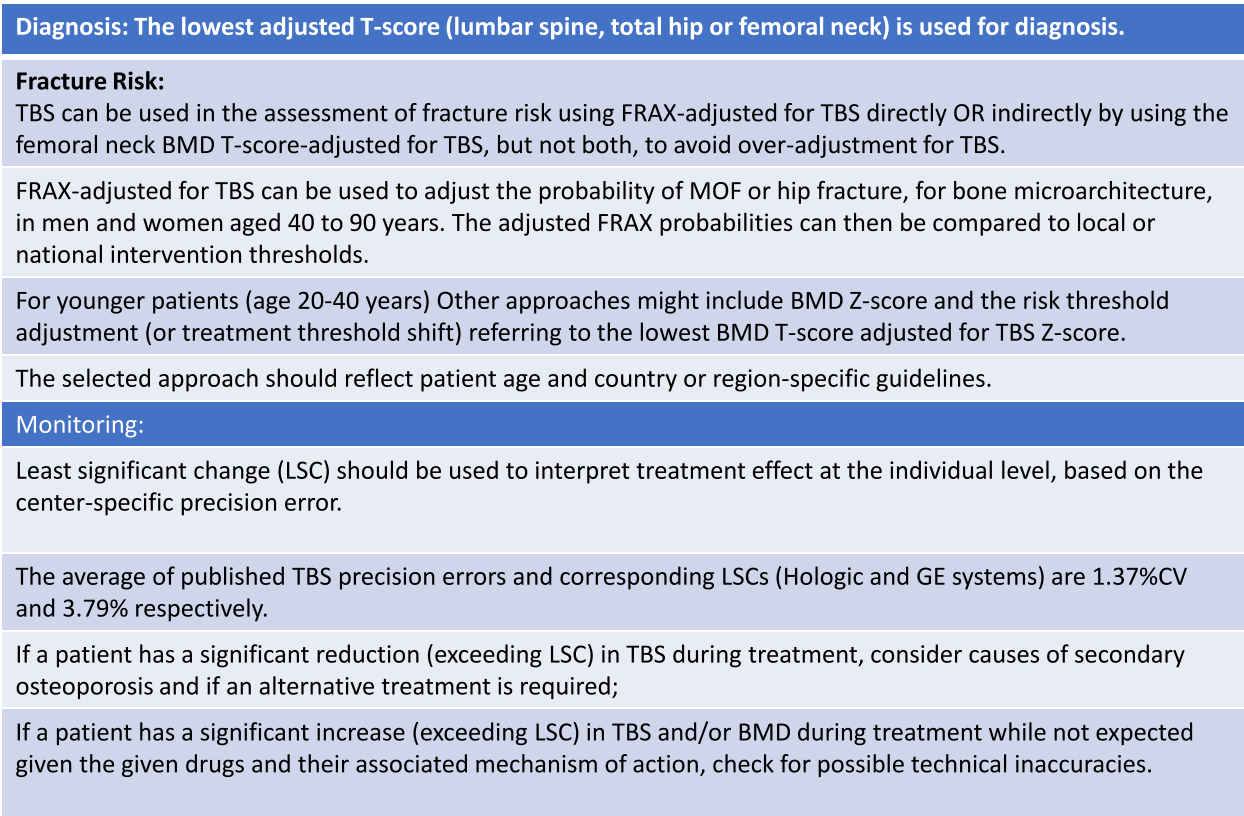 Diagnosis: The lowest adjusted T-score (lumbar spine, total hip or femoral neck) is used for diagnosis.
Fracture Risk:
TBS can be used in the assessment of fracture risk using FRAX-adjusted for TBS directly OR indirectly by using the
femoral neck BMD T-score-adjusted for TBS, but not both, to avoid over-adjustment for TBS.
FRAX-adjusted for TBS can be used to adjust the probability of MOF or hip fracture, for bone microarchitecture,
in men and women aged 40 to 90 years. The adjusted FRAX probabilities can then be compared to local or
national intervention thresholds.
For younger patients (age 20-40 years) Other approaches might include BMD Z-score and the risk threshold
adjustment (or treatment threshold shift) referring to the lowest BMD T-score adjusted for TBS Z-score.
The selected approach should reflect patient age and country or region-specific guidelines.
Monitoring:
Least significant change (LSC) should be used to interpret treatment effect at the individual level, based on the
center-specific precision error.
The average of published TBS precision errors and corresponding LSCs (Hologic and GE systems) are 1.37%CV
and 3.79% respectively.
If a patient has a significant reduction (exceeding LSC) in TBS during treatment, consider causes of secondary
osteoporosis and if an alternative treatment is required;
If a patient has a significant increase (exceeding LSC) in TBS and/or BMD during treatment while not expected
given the given drugs and their associated mechanism of action, check for possible technical inaccuracies.